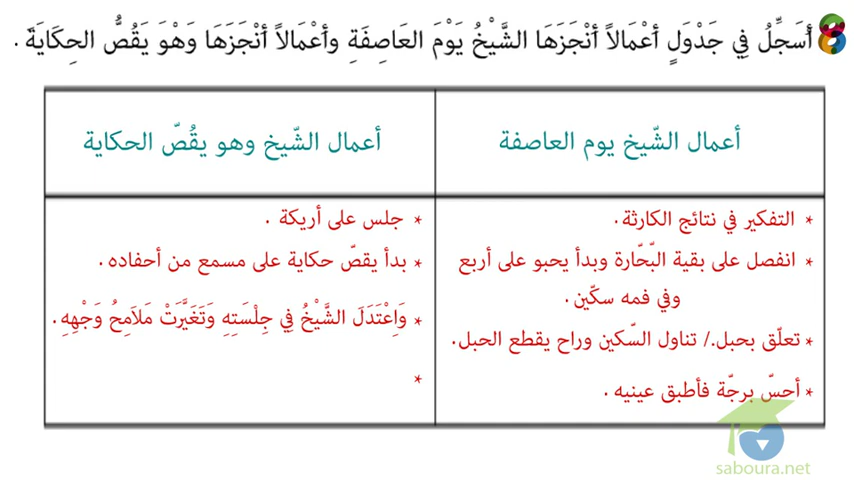 8 أُسَجِّلُ فِي جَدْوَلٍ أَعْمَالاً أَنْجَزَهَا الشَّيْخُ يَوْمَ العَاصِفَةِ وأَعْمَالاً أَنْجَزَهَا وَهْوَ يَقُصُّ الحِكَايَةَ .
أعمال الشّيخ يوم العاصفة
* التفكير في نتائج الكارثة.
* انفصل على بقية البّحّارة وبدأ يحبو على أربع
وفي فمه سكّين.
* تعلّق بحبل./ تناول السّكين وراح يقطع الحبل.
* أحسّ برجّة فأطبق عينيه .
أعمال الشّيخ وهو يقُصّ الحكاية
* جلس على أريكة .
* بدأ يقصّ حكاية على مسمع من أحفاده.
* وَاِعْتَدَلَ الشَّيْخُ فِي جِلْسَتِهِ وَتَغَيَّرَتْ مَلاَمِحُ وَجْهِهِ.
*
saboura.net